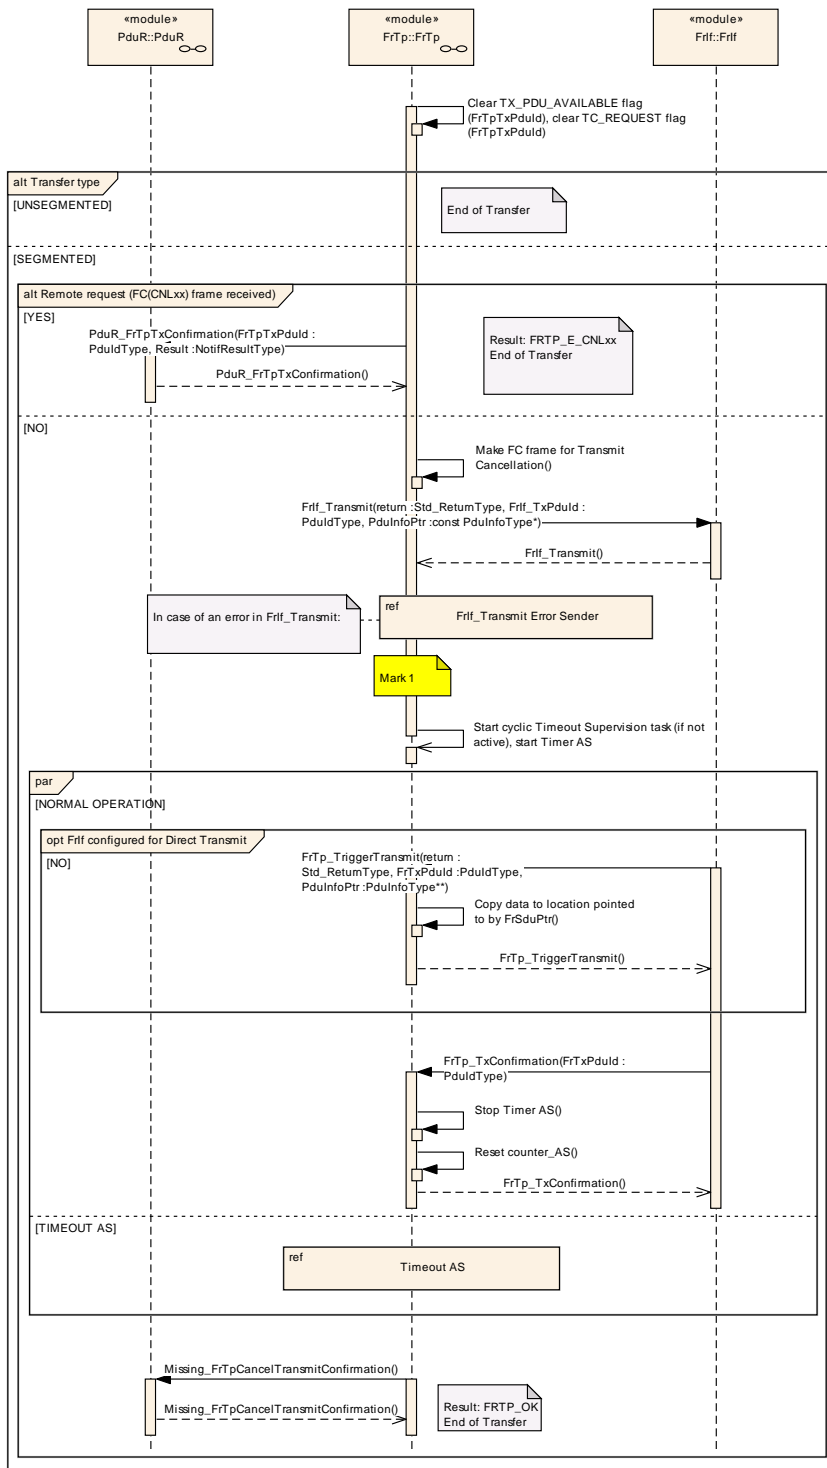 «module»
PduR::PduR
«module»
FrTp::FrTp
«module»
FrIf::FrIf
Clear TX_PDU_AVAILABLE flag
(FrTpTxPduId), clear TC_REQUEST flag
(FrTpTxPduId)
alt Transfer type
[UNSEGMENTED]
End of Transfer
[SEGMENTED]
alt Remote request (FC(CNLxx) frame received)
[YES]
PduR_FrTpTxConfirmation(FrTpTxPduId :
PduIdType, Result :NotifResultType)
Result: FRTP_E_CNLxx
End of Transfer
PduR_FrTpTxConfirmation()
[NO]
Make FC frame for Transmit
Cancellation()
FrIf_Transmit(return :Std_ReturnType, FrIf_TxPduId :
PduIdType, PduInfoPtr :const PduInfoType*)
FrIf_Transmit()
In case of an error in FrIf_Transmit:
ref
FrIf_Transmit Error Sender
Mark 1
Start cyclic Timeout Supervision task (if not
active), start Timer AS
par
[NORMAL OPERATION]
opt FrIf configured for Direct Transmit
[NO]
FrTp_TriggerTransmit(return :
Std_ReturnType, FrTxPduId :PduIdType,
PduInfoPtr :PduInfoType**)
Copy data to location pointed
to by FrSduPtr()
FrTp_TriggerTransmit()
FrTp_TxConfirmation(FrTxPduId :
PduIdType)
Stop Timer AS()
Reset counter_AS()
FrTp_TxConfirmation()
[TIMEOUT AS]
ref
Timeout AS
Missing_FrTpCancelTransmitConfirmation()
Missing_FrTpCancelTransmitConfirmation()
Result: FRTP_OK
End of Transfer